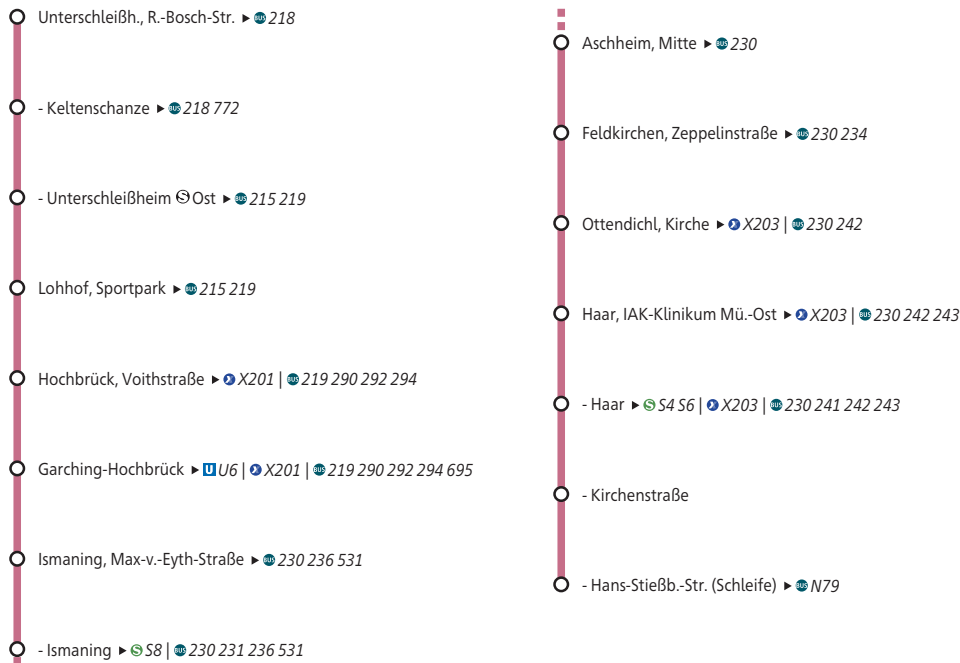 Unterschleißh., R.-Bosch-Str. ▸ BUS 218
- Keltenschanze ▸ BUS 218 772
- Unterschleißheim S Ost ▸ BUS 215 219
Lohhof, Sportpark ▸ BUS 215 219
Hochbrück, Voithstraße ▸ X X201 | BUS 219 290 292 294
Garching-Hochbrück ▸ U U6 | X X201 | BUS 219 290 292 294 695
Ismaning, Max-v.-Eyth-Straße ▸ BUS 230 236 531
- Ismaning ▸ S S8 | BUS 230 231 236 531
Aschheim, Mitte ▸ BUS 230
Feldkirchen, Zeppelinstraße ▸ BUS 230 234
Ottendichl, Kirche ▸ X X203 | BUS 230 242
Haar, IAK-Klinikum Mü.-Ost ▸ X X203 | BUS 230 242 243
- Haar ▸ S S4 S6 | X X203 | BUS 230 241 242 243
- Kirchenstraße
- Hans-Stießb.-Str. (Schleife) ▸ BUS N79